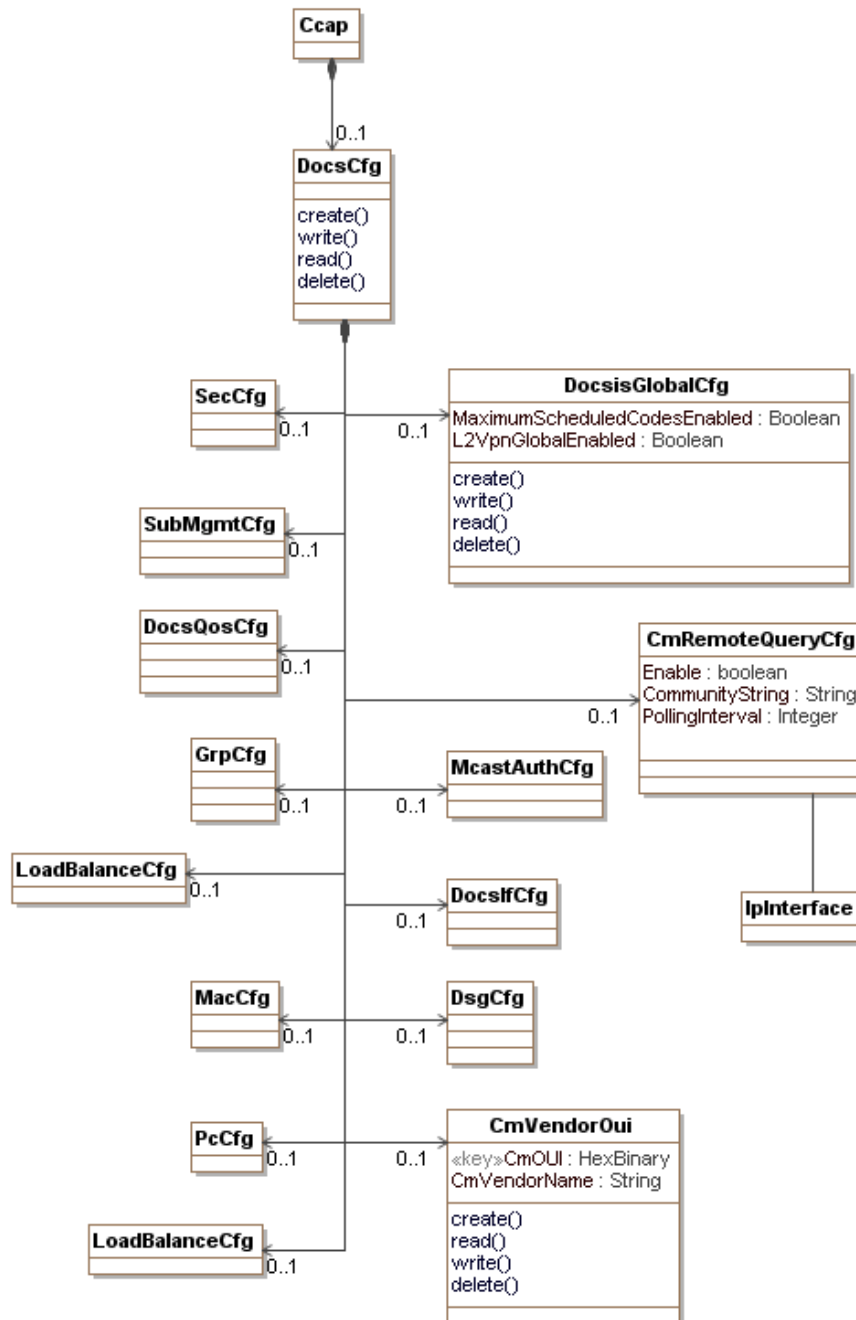 Ccap
0..1
DocsCfg
create()
write()
read()
delete()
SecCfg
0..1
DocsisGlobalCfg
MaximumScheduledCodesEnabled : Boolean
L2VpnGlobalEnabled : Boolean
create()
write()
read()
delete()
0..1
SubMgmtCfg
0..1
DocsQosCfg
0..1
CmRemoteQueryCfg
Enable : boolean
CommunityString : String
PollingInterval : Integer
0..1
GrpCfg
0..1
McastAuthCfg
0..1
LoadBalanceCfg
0..1
DocsIfCfg
0..1
IpInterface
MacCfg
0..1
DsgCfg
0..1
PcCfg
0..1
CmVendorOui
«key»CmOUI : HexBinary
CmVendorName : String
create()
read()
write()
delete()
0..1
LoadBalanceCfg
0..1